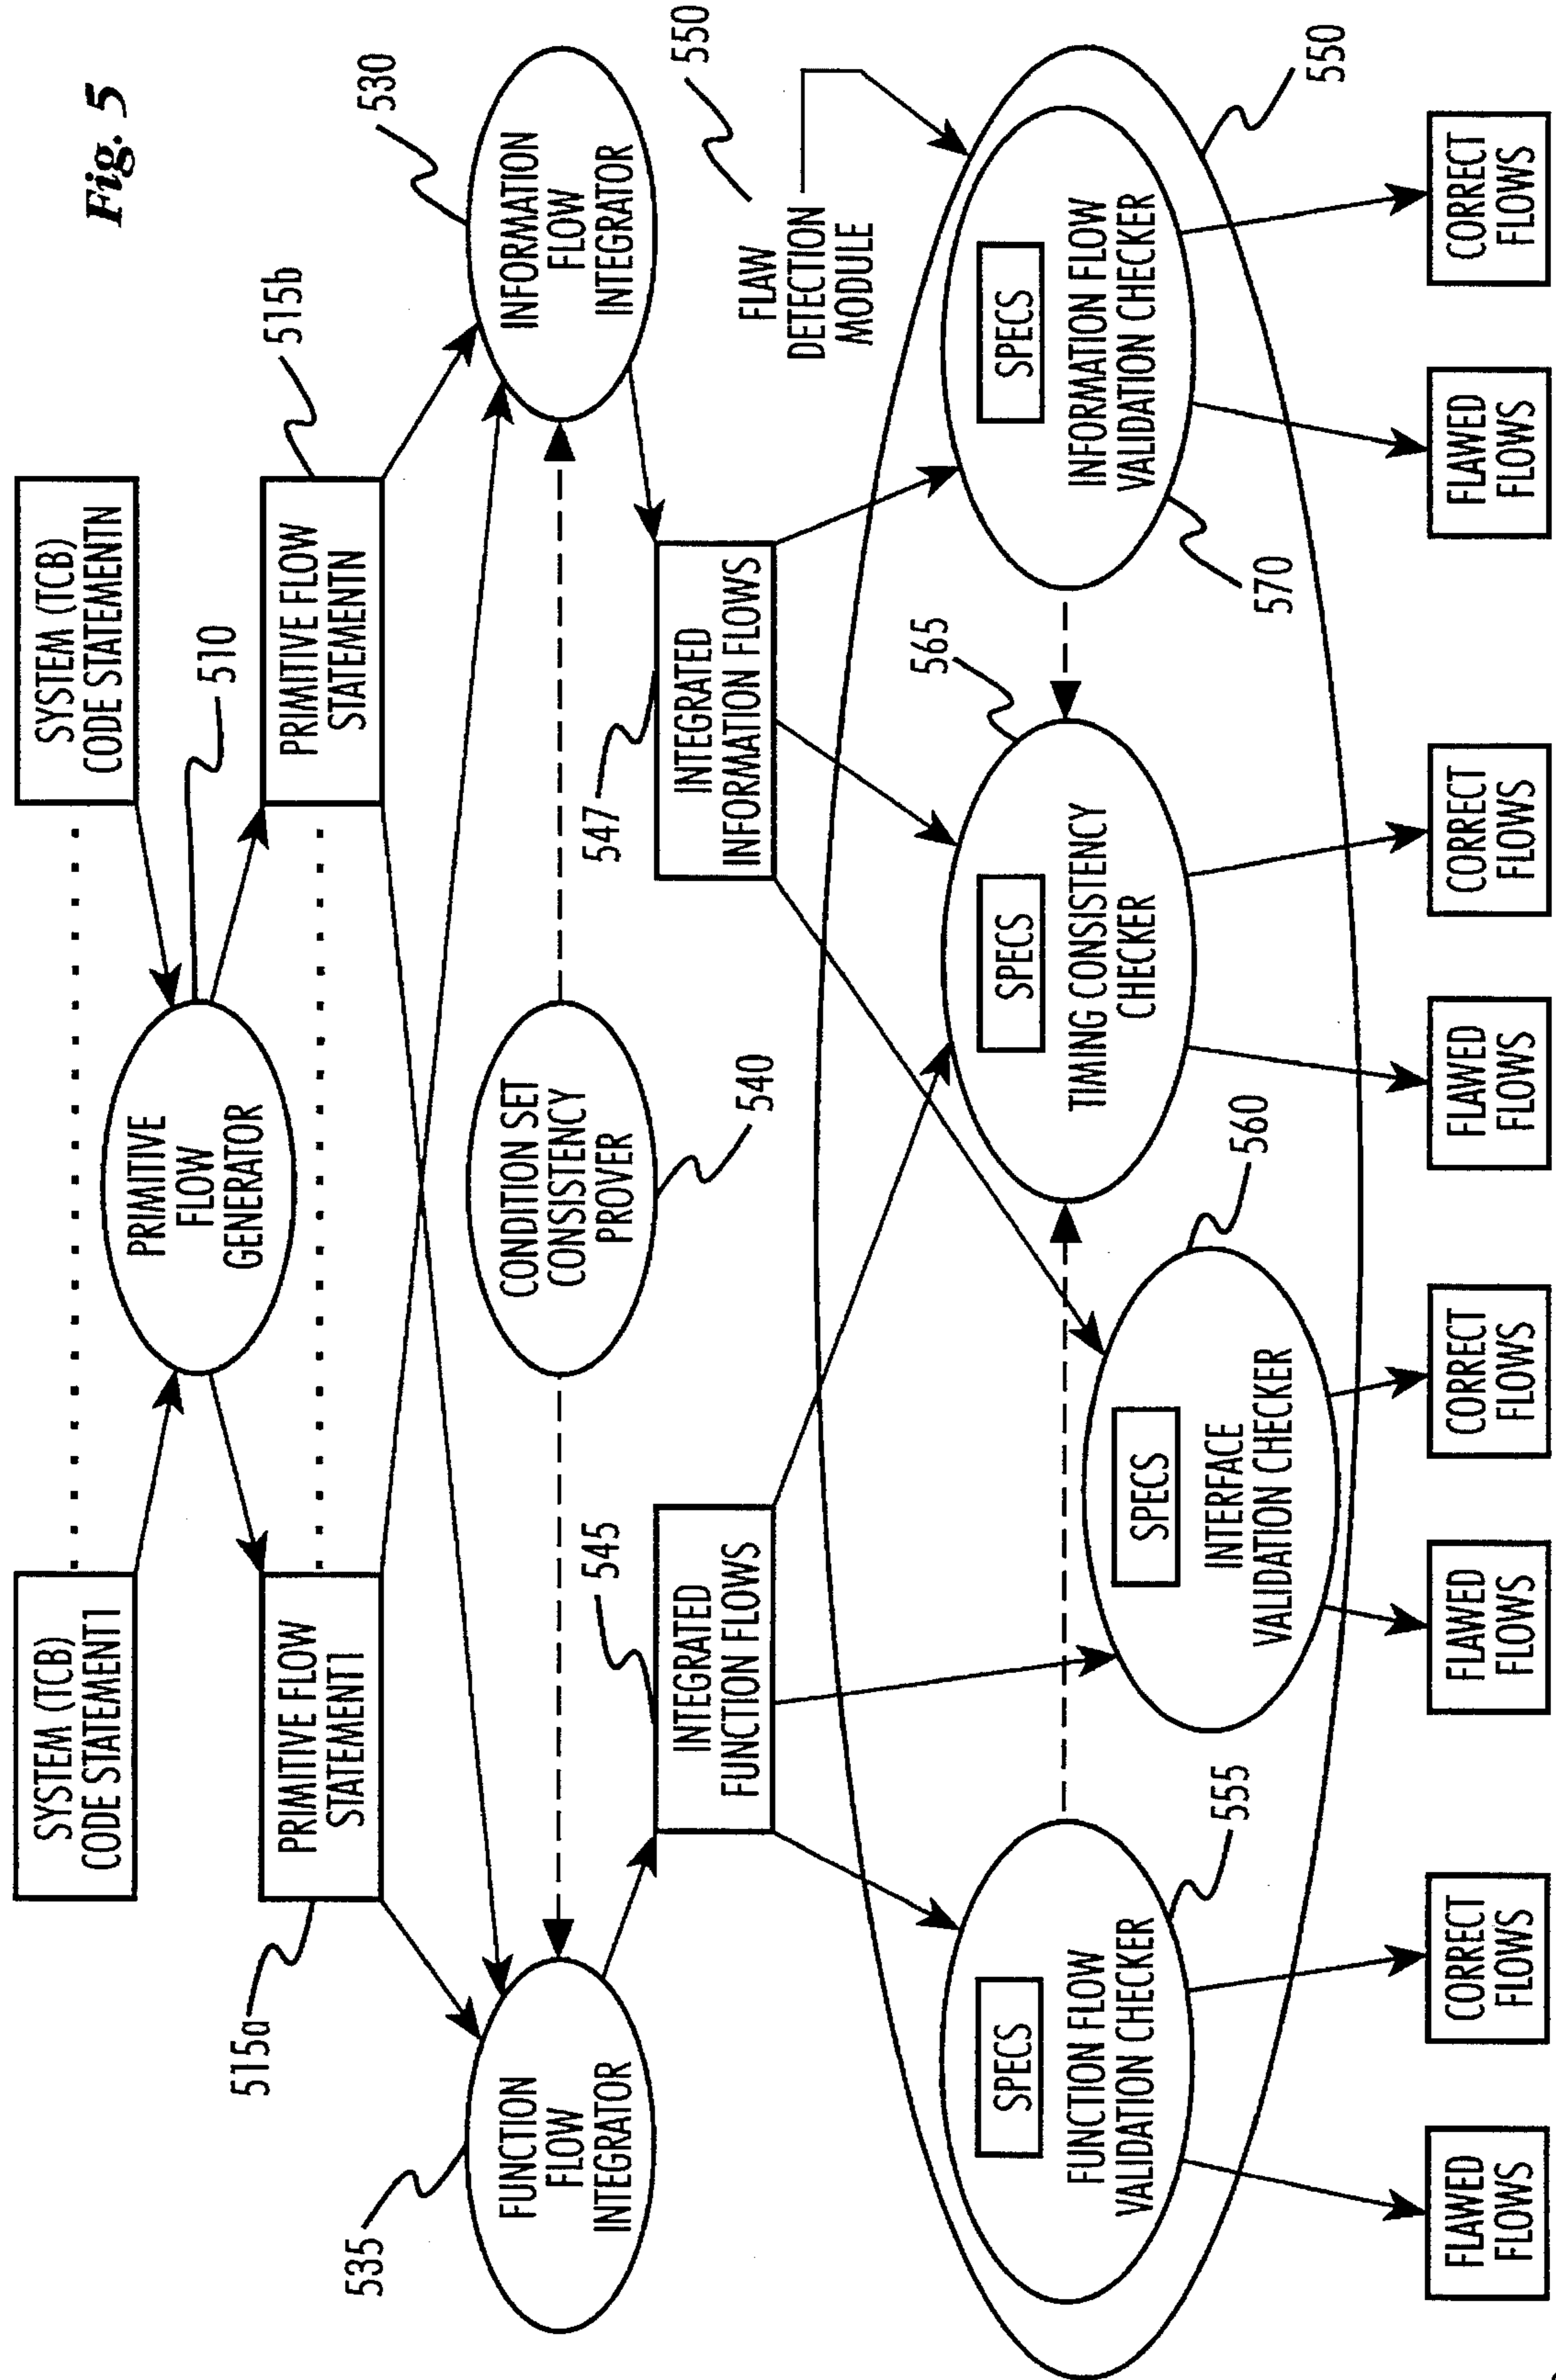 Fig. 5
SYSTEM (TCB)
CODE STATEMENT1
SYSTEM (TCB)
CODE STATEMENTN
PRIMITIVE
FLOW
GENERATOR
510
515a
PRIMITIVE FLOW
STATEMENT1
PRIMITIVE FLOW
STATEMENTN
515b
535
FUNCTION
FLOW
INTEGRATOR
CONDITION SET
CONSISTENCY
PROVER
540
INFORMATION
FLOW
INTEGRATOR
530
545
INTEGRATED
FUNCTION FLOWS
547
INTEGRATED
INFORMATION FLOWS
FLAW
DETECTION
MODULE
550
SPECS
FUNCTION FLOW
VALIDATION CHECKER
555
SPECS
INTERFACE
VALIDATION CHECKER
560
SPECS
TIMING CONSISTENCY
CHECKER
565
SPECS
INFORMATION FLOW
VALIDATION CHECKER
570
550
FLAWED
FLOWS
CORRECT
FLOWS
FLAWED
FLOWS
CORRECT
FLOWS
FLAWED
FLOWS
CORRECT
FLOWS
FLAWED
FLOWS
CORRECT
FLOWS